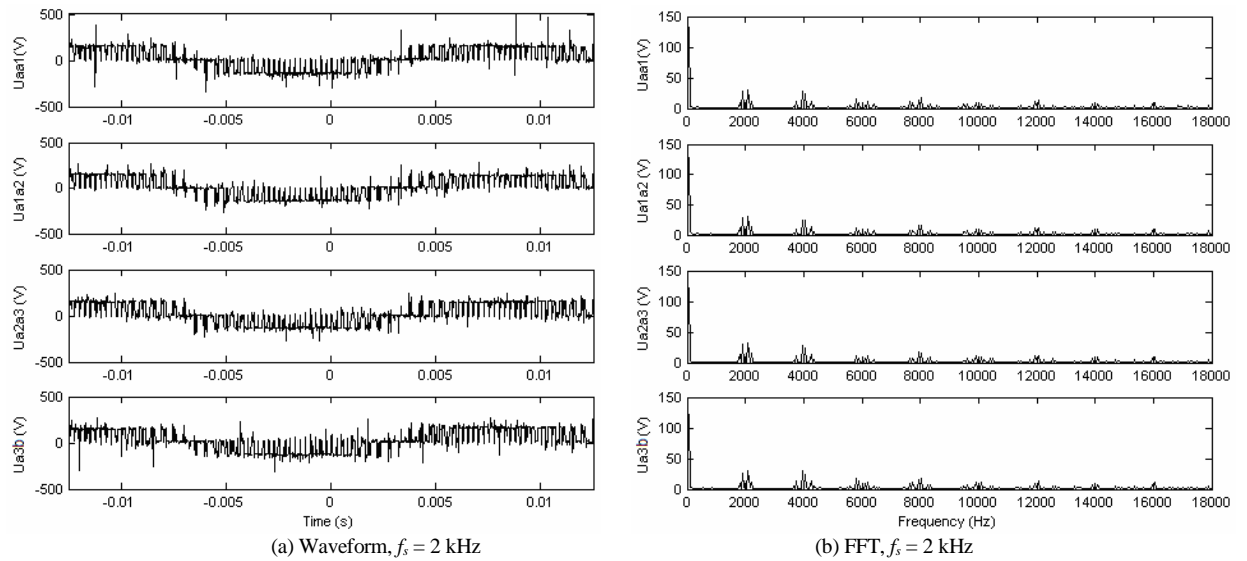 500
0
-500
Uaa1 (V)
-0.01 -0.005 0 0.005 0.01
500
0
-500
Ua1a2 (V)
-0.01 -0.005 0 0.005 0.01
500
0
-500
Ua2a3 (V)
-0.01 -0.005 0 0.005 0.01
500
0
-500
Ua3b (V)
-0.01 -0.005 0 0.005 0.01
Time (s)
(a) Waveform, fs = 2 kHz
150
100
50
0
Uaa1(V)
0 2000 4000 6000 8000 10000 12000 14000 16000 18000
150
100
50
0
Ua1a2 (V)
0 2000 4000 6000 8000 10000 12000 14000 16000 18000
150
100
50
0
Ua2a3 (V)
0 2000 4000 6000 8000 10000 12000 14000 16000 18000
150
100
50
0
Ua3b (V)
0 2000 4000 6000 8000 10000 12000 14000 16000 18000
Frequency (Hz)
(b) FFT, fs = 2 kHz